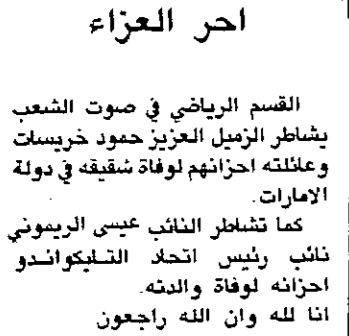 احر العزاء
القسم الرياضي في صوت الشعب
يشاطر الزميل العزيز حمود خريسات
وعائلته احزانهم لوفاة شقيقه في دولة
الامارات.
كما تشاطر النائب عيسى الريموني
نائب رئيس اتحاد التايكواندو
احزانه لوفاة والدته.
انا لله وان الله راجعون